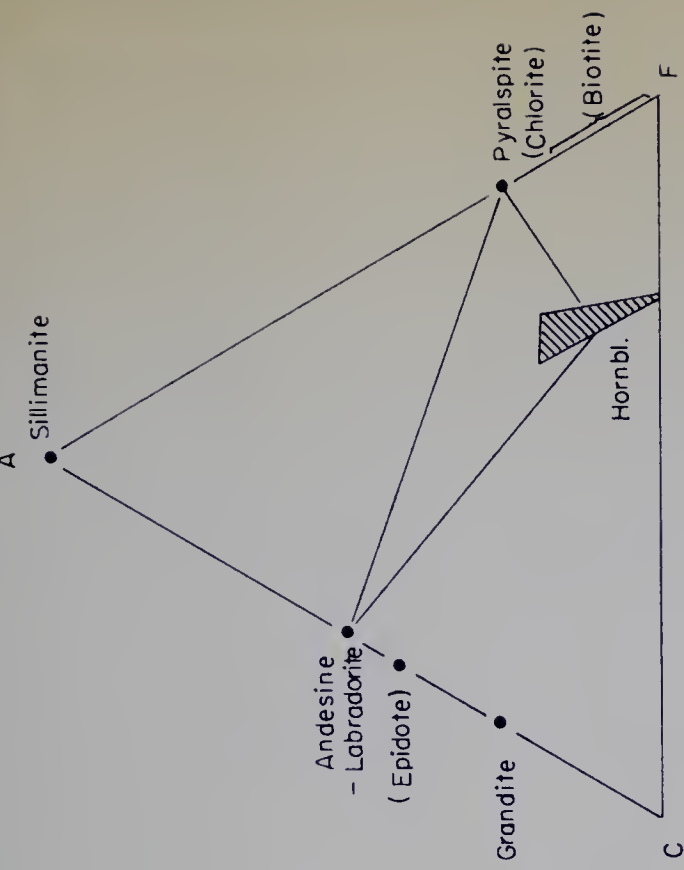 A
Sillimanite
Andesine
- Labradorite
(Epidote)
Grandite
Pyralspite
(Chlorite)
(Biotite)
Hornbl.
C
F